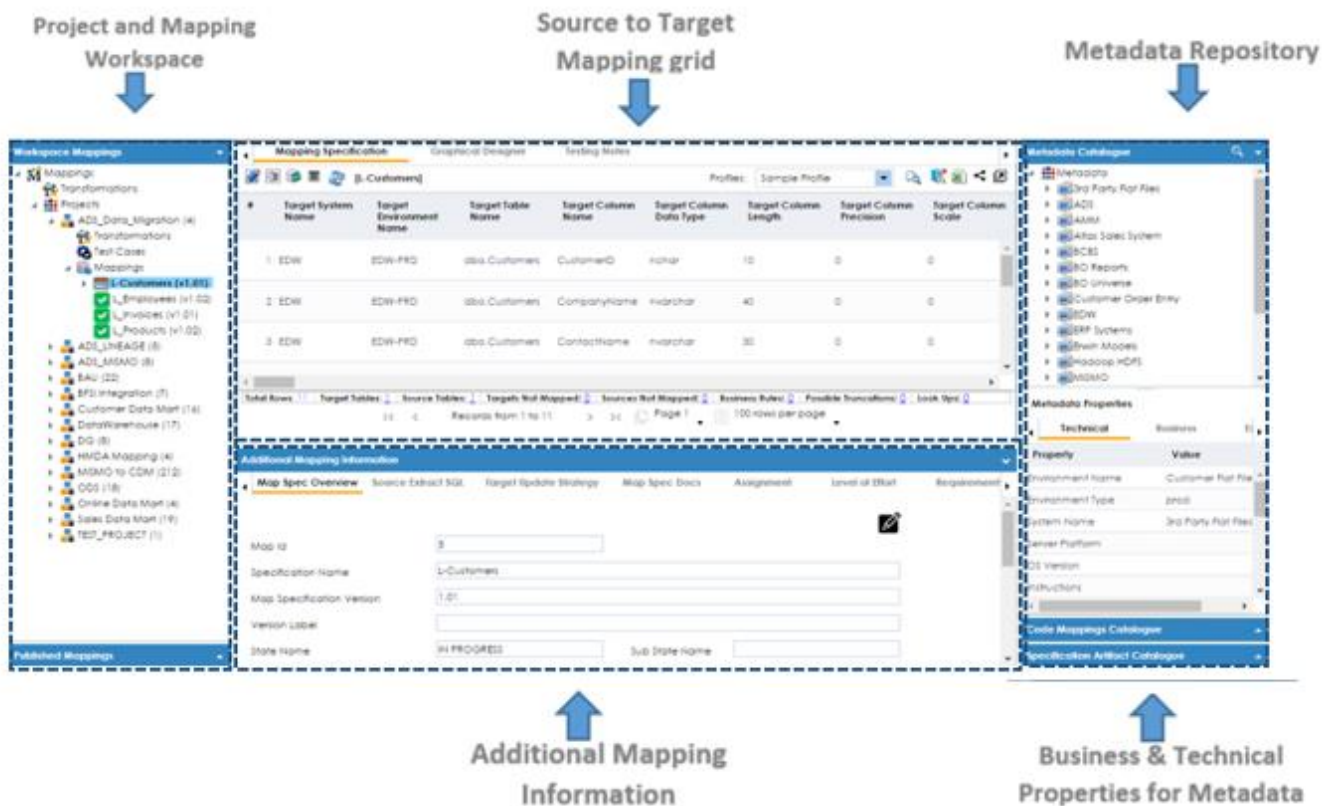 Project and Mapping
Workspace
Source to Target
Mapping grid
Metadata Repository
Workspace Mappings
Mappings
Transformations
Projects
ADS_Data_Migration (4)
Transformations
Test Cases
Mappings
L-Customers (v1.01)
L_Employees (v1.02)
L_Invoices (v1.01)
L_Products (v1.02)
ADS_LINEAGE (5)
ADS_MISMO (8)
BAU (22)
BFS Integration (7)
Customer Data Mart (16)
DataWarehouse (17)
DG (8)
HMDA Mapping (4)
MISMO to CDM (212)
ODS (18)
Online Data Mart (4)
Sales Data Mart (19)
TEST_PROJECT (1)
Published Mappings
Mapping Specification Graphical Designer Testing Notes
[L-Customers] Profiles: Sample Profile
# Target System Name Target Environment Name Target Table Name Target Column Name Target Column Data Type Target Column Length Target Column Precision Target Column Scale
1 EDW EDW-PRD dbo.Customers CustomerID nchar 10 0 0
2 EDW EDW-PRD dbo.Customers CompanyName nvarchar 40 0 0
3 EDW EDW-PRD dbo.Customers ContactName nvarchar 30 0 0
Total Rows: 11 Target Tables: Source Tables: Targets Not Mapped: Sources Not Mapped: Business Rules: Possible Truncations: Look Ups:
Records from 1 to 11 Page 1 100 rows per page
Additional Mapping Information
Map Spec Overview Source Extract SQL Target Update Strategy Map Spec Docs Assignment Level of Effort Requirement
Map Id
Specification Name L-Customers
Map Specification Version 1.01
Version Label
State Name IN PROGRESS Sub State Name
Metadata Catalogue
Metadata
3rd Party Flat Files
ADS
AMM
Atlas Sales System
BCBS
BO Reports
BO Universe
Customer Order Entry
EDW
ERP Systems
Erwin Models
Hadoop HDFS
MISMO
Metadata Properties
Technical Business
Property Value
Environment Name Customer Flat File
Environment Type prod
System Name 3rd Party Flat Files
Server Platform
OS Version
Instructions
Code Mappings Catalogue
Specification Artifact Catalogue
Additional Mapping
Information
Business & Technical
Properties for Metadata